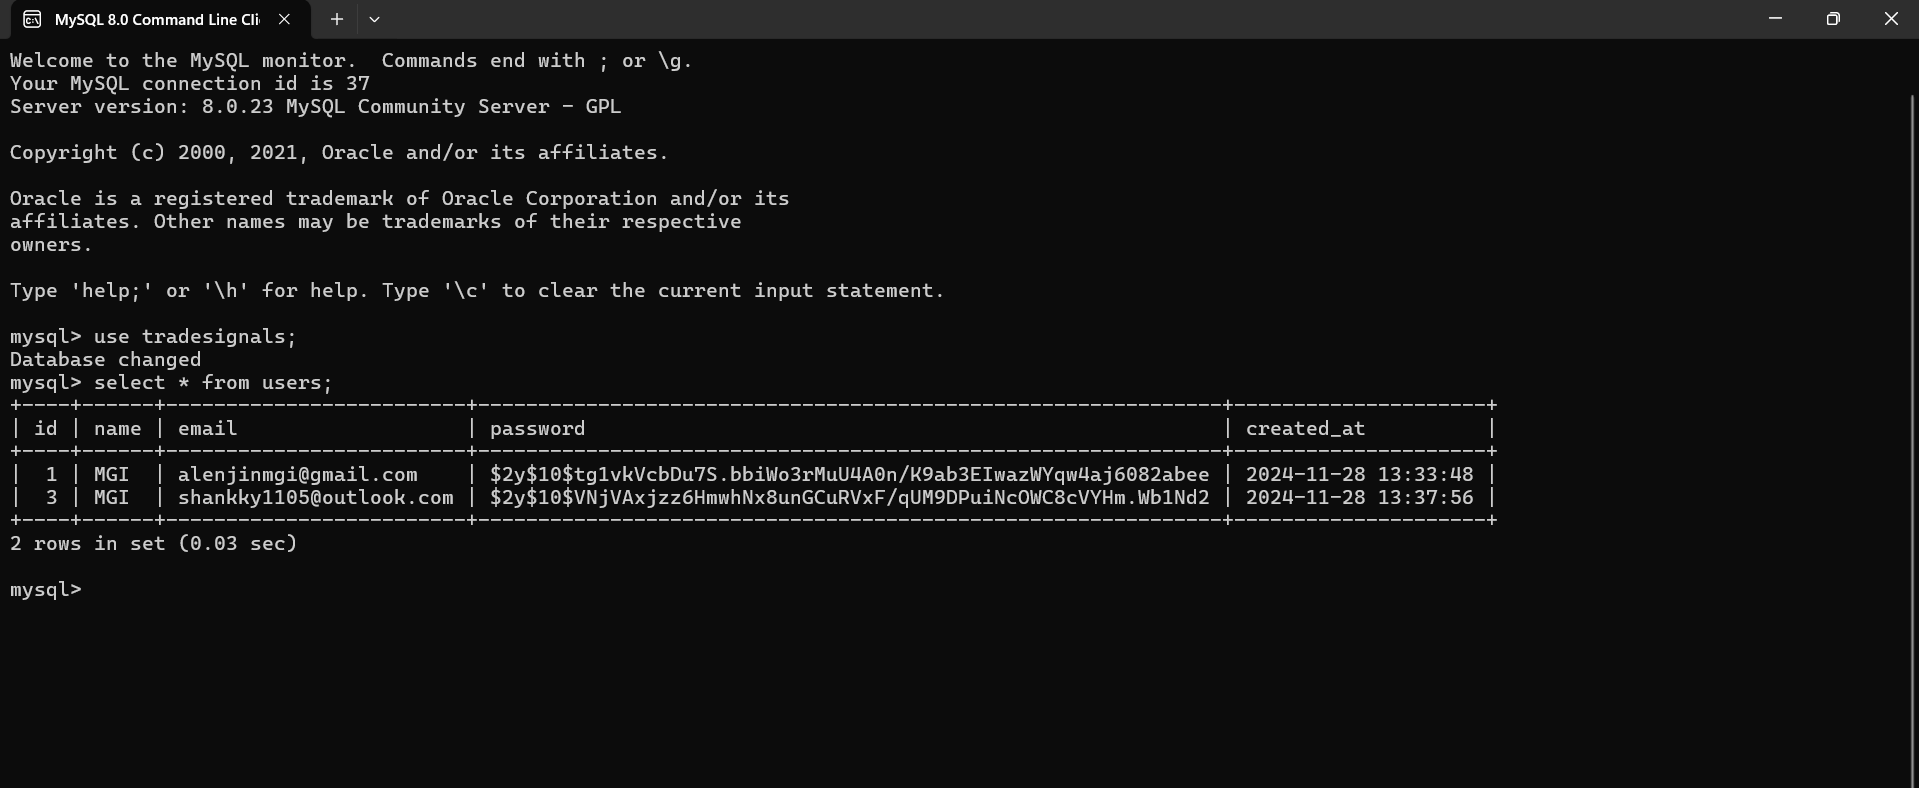 MySQL 8.0 Command Line Cli
Welcome to the MySQL monitor.  Commands end with ; or \g.
Your MySQL connection id is 37
Server version: 8.0.23 MySQL Community Server - GPL
Copyright (c) 2000, 2021, Oracle and/or its affiliates.
Oracle is a registered trademark of Oracle Corporation and/or its
affiliates. Other names may be trademarks of their respective
owners.
Type 'help;' or '\h' for help. Type '\c' to clear the current input statement.
mysql> use tradesignals;
Database changed
mysql> select * from users;
+----+------+-------------------------+--------------------------------------------------------------+---------------------+
| id | name | email                   | password                                                     | created_at          |
+----+------+-------------------------+--------------------------------------------------------------+---------------------+
|  1 | MGI  | alenjinmgi@gmail.com    | $2y$10$tg1vkVcbDu7S.bbiWo3rMuU4A0n/K9ab3EIwazWYqw4aj6082abee | 2024-11-28 13:33:48 |
|  3 | MGI  | shankky1105@outlook.com | $2y$10$VNjVAxjzz6HmwhNx8unGCuRVxF/qUM9DPuiNcOWC8cVYHm.Wb1Nd2 | 2024-11-28 13:37:56 |
+----+------+-------------------------+--------------------------------------------------------------+---------------------+
2 rows in set (0.03 sec)
mysql>